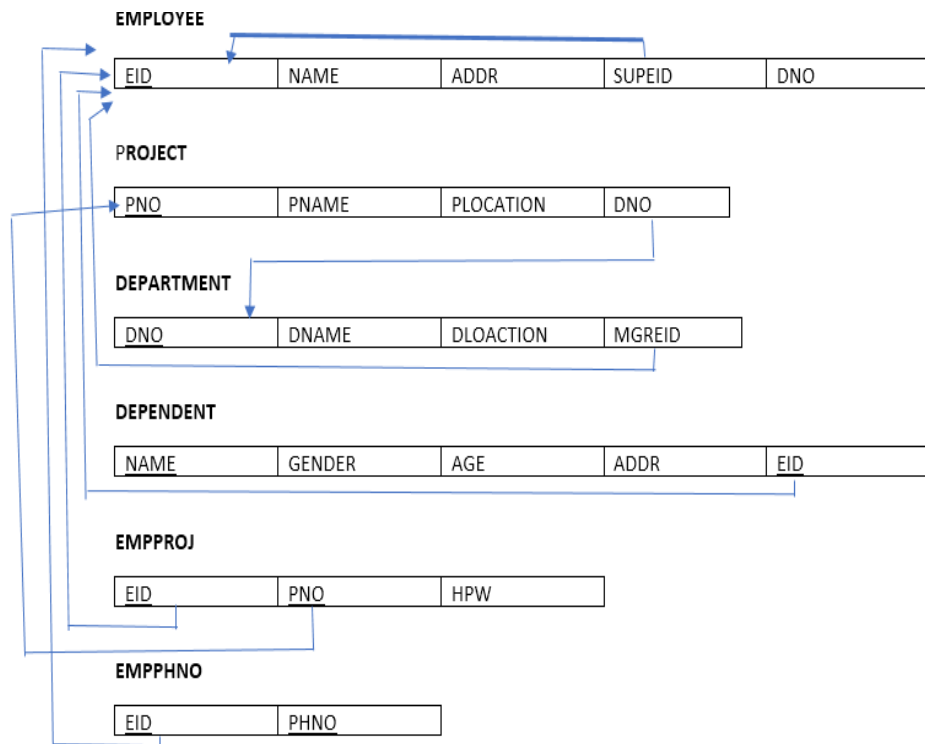 EMPLOYEE
EID NAME ADDR SUPEID DNO
PROJECT
PNO PNAME PLOCATION DNO
DEPARTMENT
DNO DNAME DLOACTION MGREID
DEPENDENT
NAME GENDER AGE ADDR EID
EMPPROJ
EID PNO HPW
EMPPHNO
EID PHNO